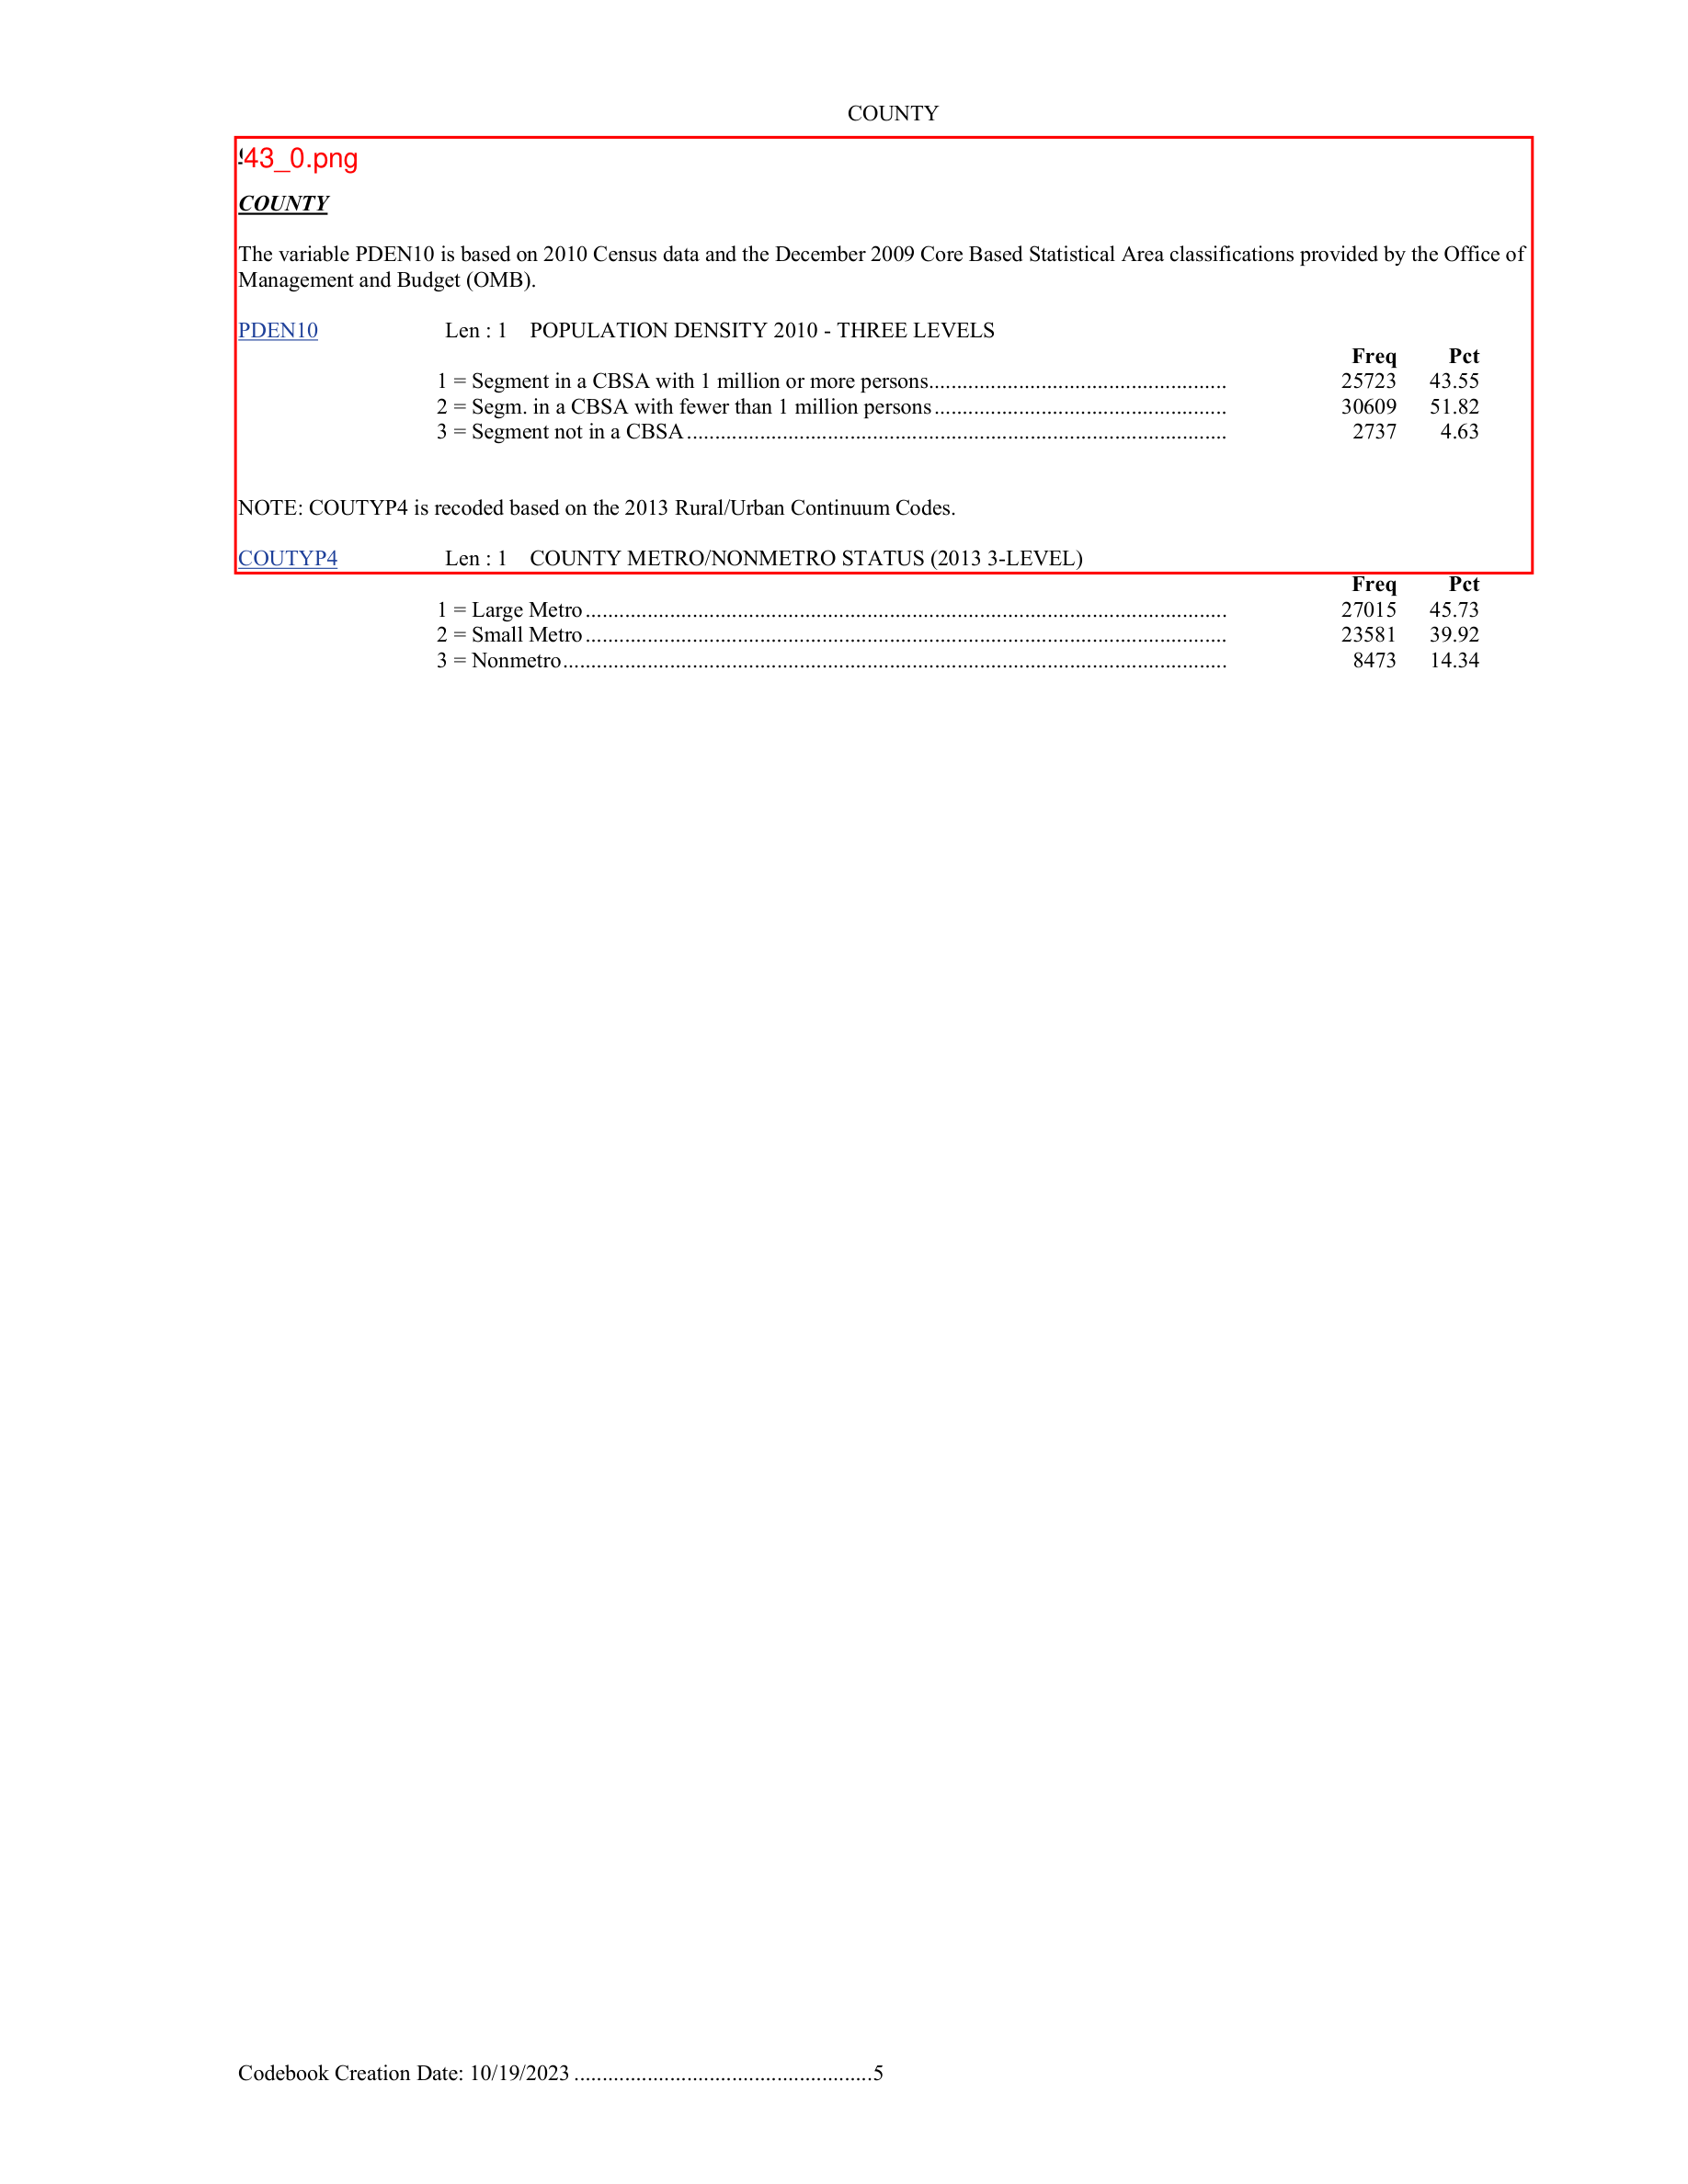 COUNTY
43_0.png
COUNTY
The variable PDEN10 is based on 2010 Census data and the December 2009 Core Based Statistical Area classifications provided by the Office of
Management and Budget (OMB).
PDEN10 Len : 1 POPULATION DENSITY 2010 - THREE LEVELS
Freq Pct
1 = Segment in a CBSA with 1 million or more persons..................................................... 25723 43.55
2 = Segm. in a CBSA with fewer than 1 million persons.................................................... 30609 51.82
3 = Segment not in a CBSA................................................................................................ 2737 4.63
NOTE: COUTYP4 is recoded based on the 2013 Rural/Urban Continuum Codes.
COUTYP4 Len : 1 COUNTY METRO/NONMETRO STATUS (2013 3-LEVEL)
Freq Pct
1 = Large Metro.................................................................................................................. 27015 45.73
2 = Small Metro.................................................................................................................. 23581 39.92
3 = Nonmetro...................................................................................................................... 8473 14.34
Codebook Creation Date: 10/19/2023 .....................................................5